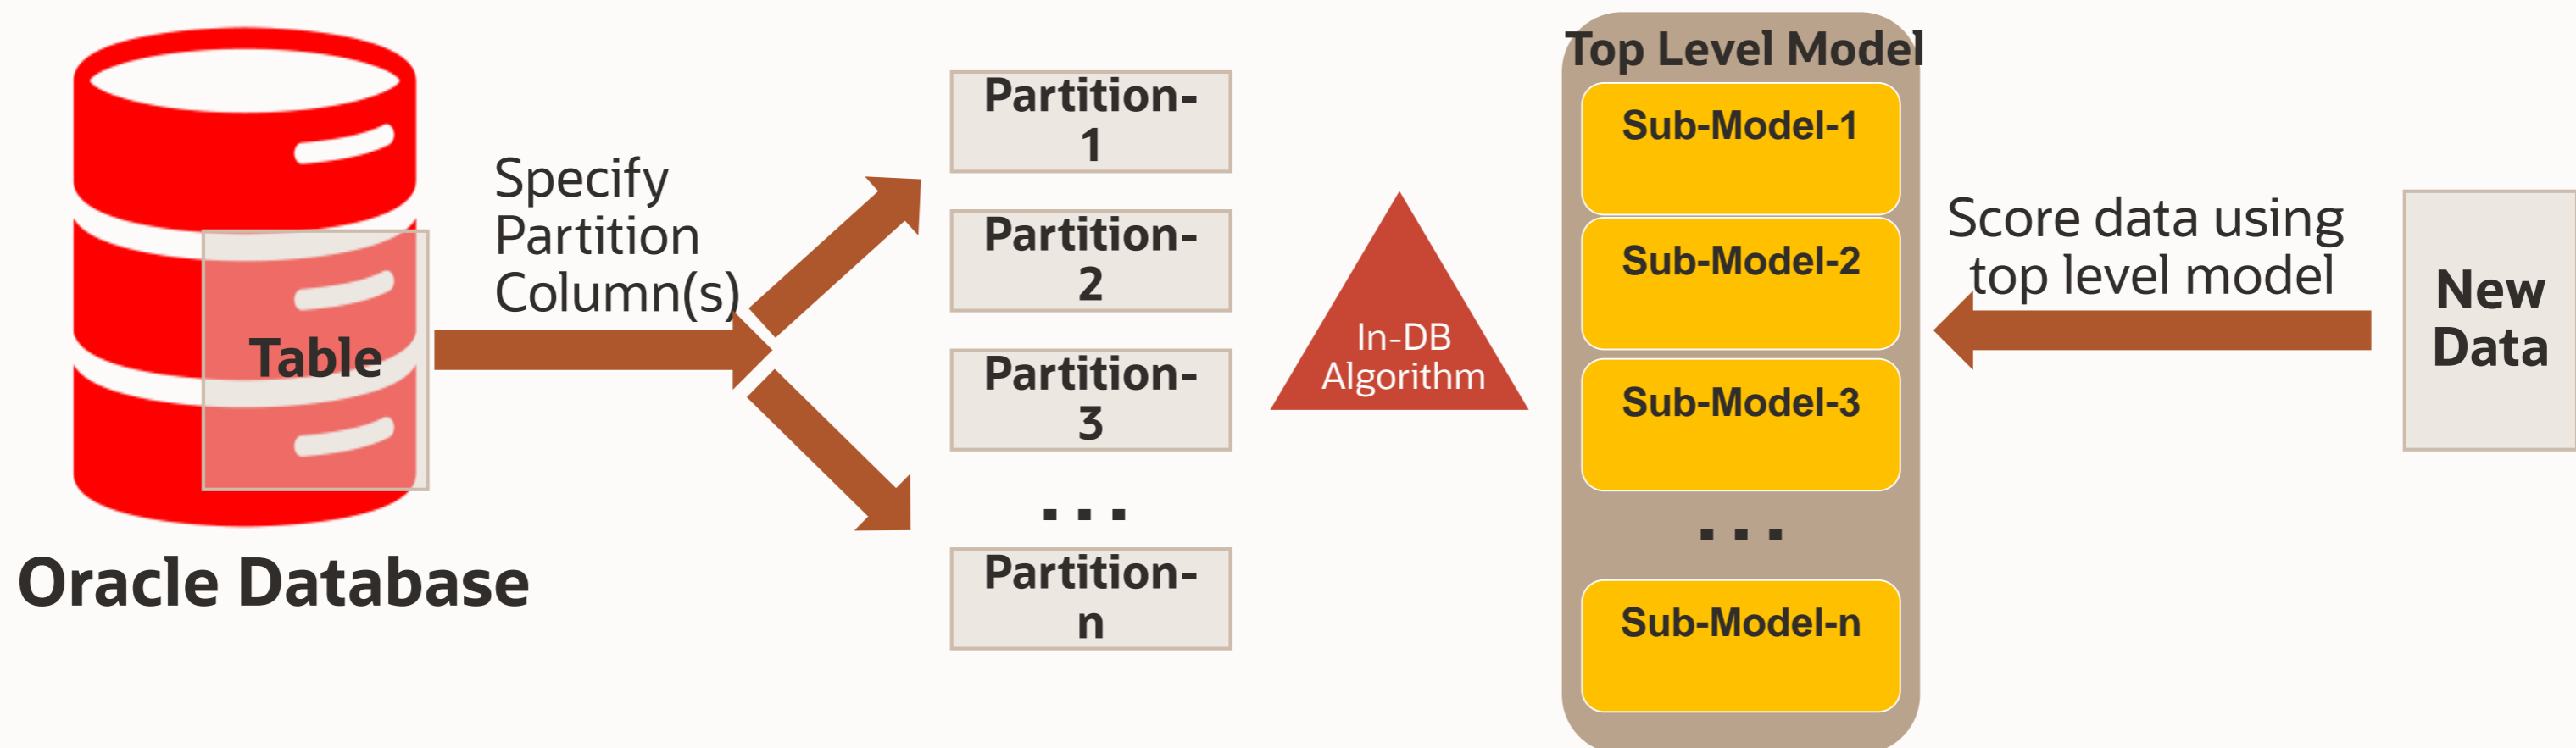 Table
Oracle Database
Specify
Partition
Column(s)
Partition-
1
Partition-
2
Partition-
3
...
Partition-
n
In-DB
Algorithm
Top Level Model
Sub-Model-1
Sub-Model-2
Sub-Model-3
...
Sub-Model-n
Score data using
top level model
New
Data